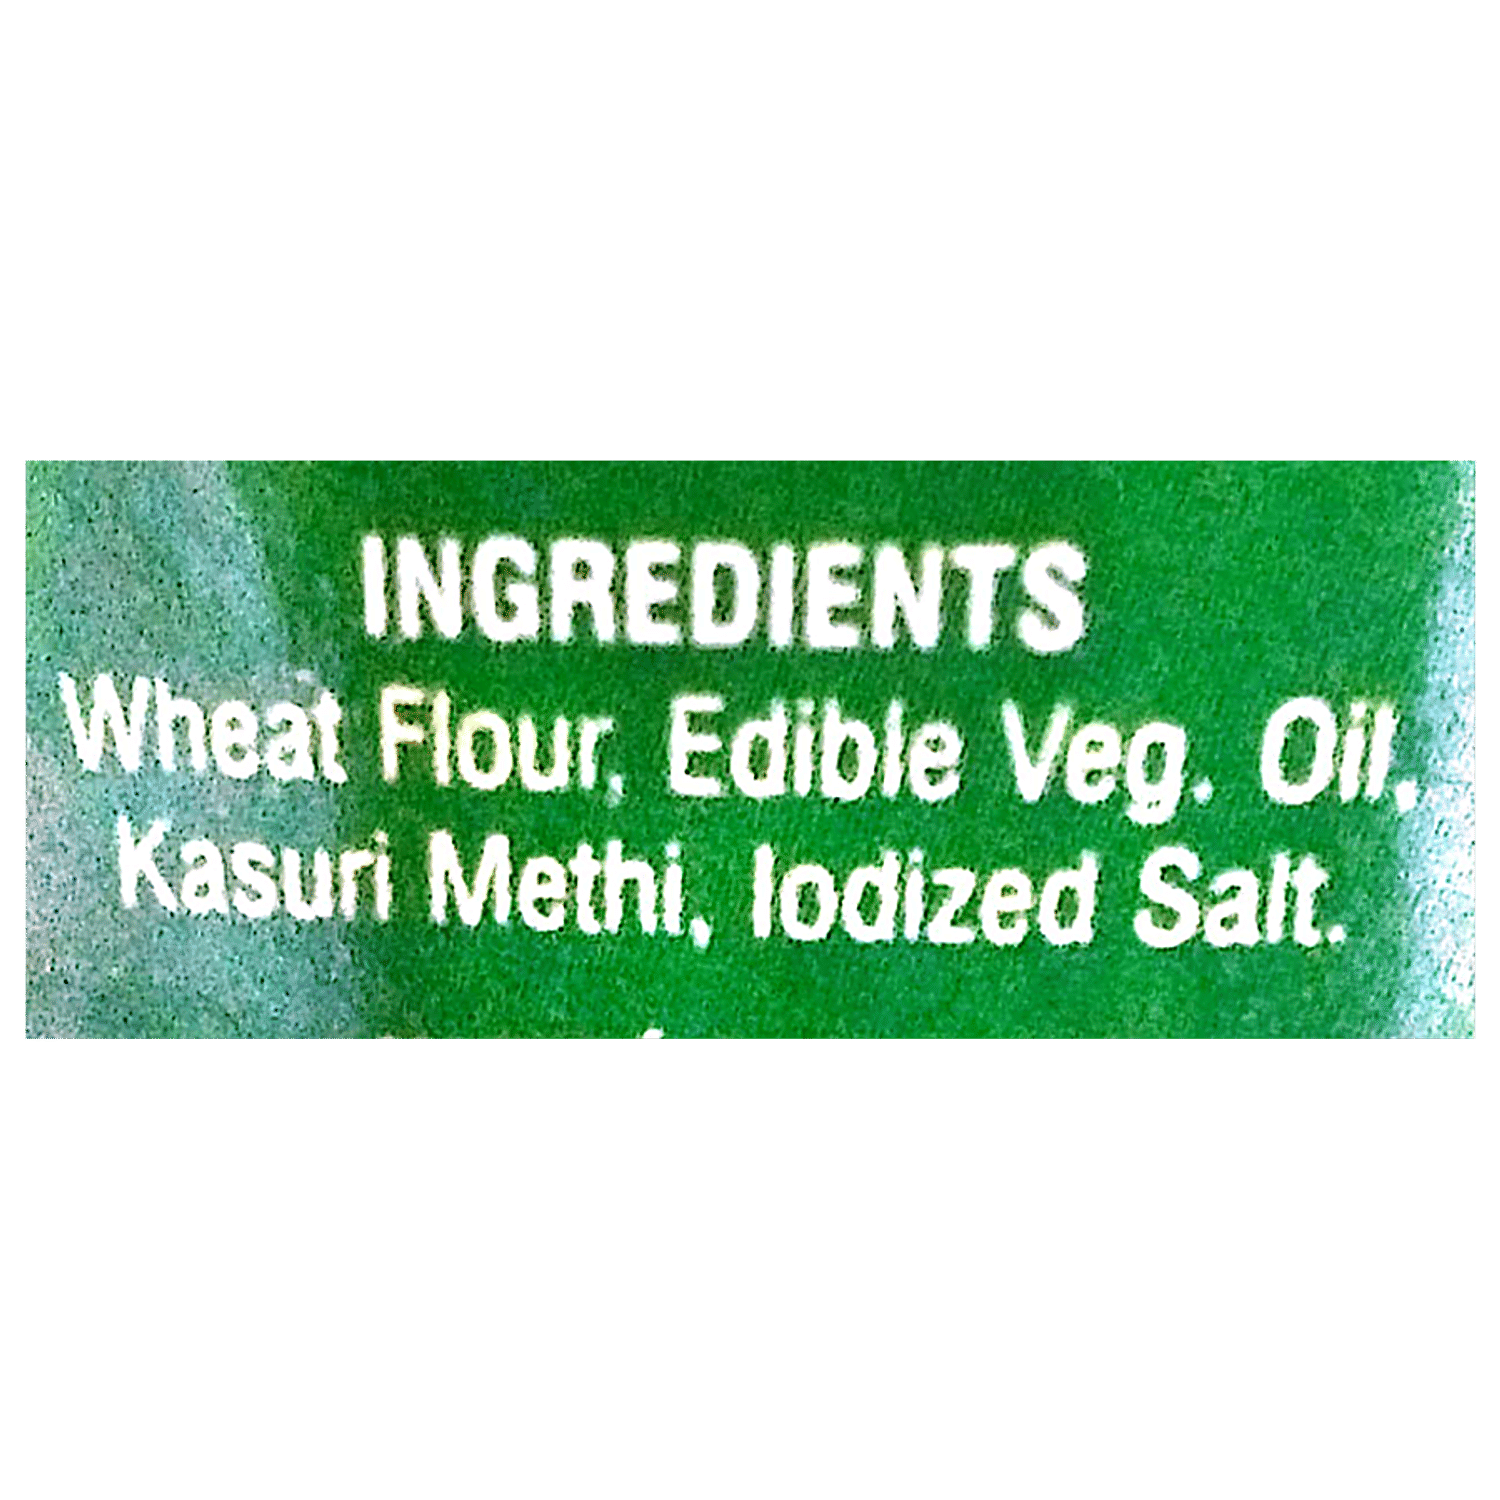 INGREDIENTS
Wheat Flour, Edible Veg. Oil,
Kasuri Methi, Iodized Salt.